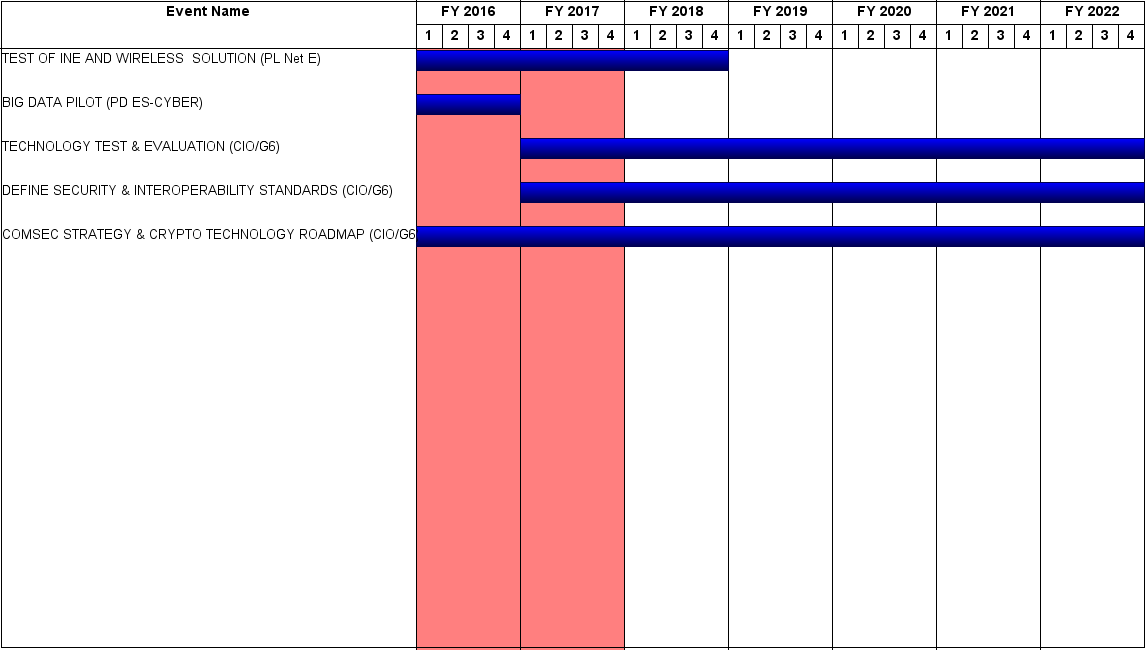 Event Name FY 2016 FY 2017 FY 2018 FY 2019 FY 2020 FY 2021 FY 2022
1 2 3 4 1 2 3 4 1 2 3 4 1 2 3 4 1 2 3 4 1 2 3 4 1 2 3 4
TEST OF INE AND WIRELESS  SOLUTION (PL Net E)
BIG DATA PILOT (PD ES-CYBER)
TECHNOLOGY TEST & EVALUATION (CIO/G6)
DEFINE SECURITY & INTEROPERABILITY STANDARDS (CIO/G6)
COMSEC STRATEGY & CRYPTO TECHNOLOGY ROADMAP (CIO/G6